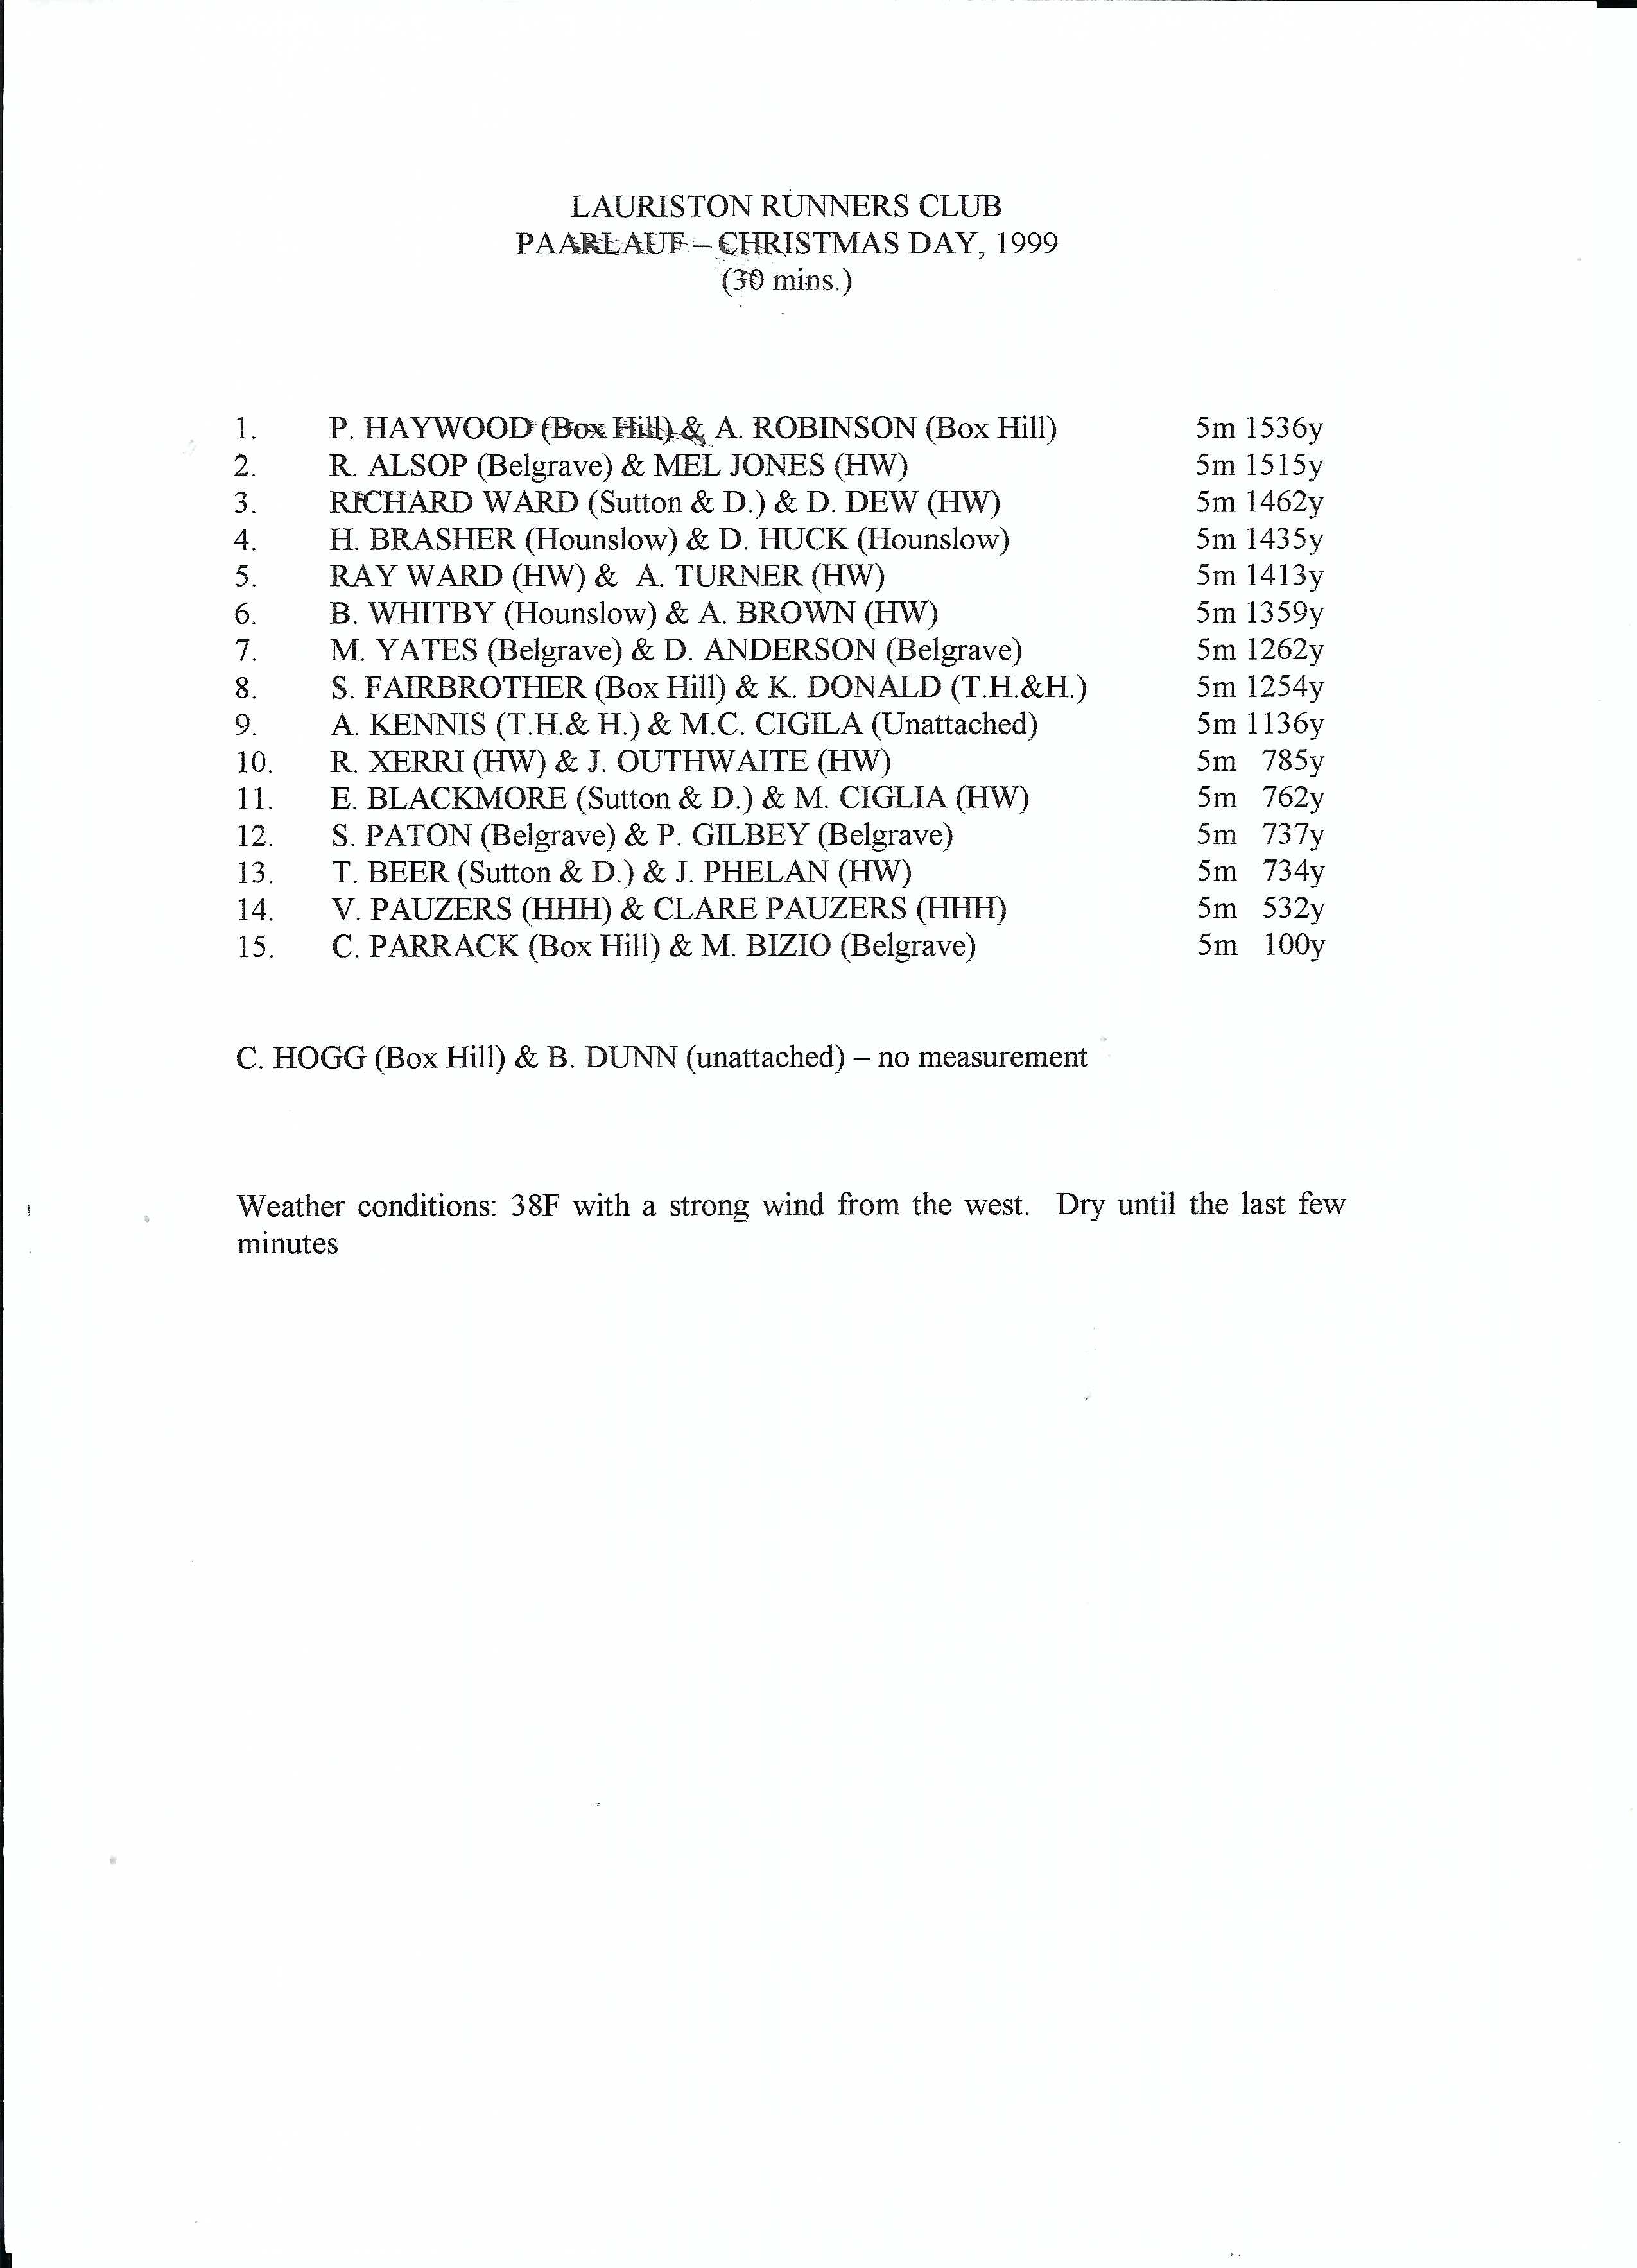 LAURISTON RUNNERS CLUB
PAARLAUF – CHRISTMAS DAY, 1999
(30 mins.)
1. P. HAYWOOD (Box Hill) & A. ROBINSON (Box Hill) 5m 1536y
2. R. ALSOP (Belgrave) & MEL JONES (HW) 5m 1515y
3. RICHARD WARD (Sutton & D.) & D. DEW (HW) 5m 1462y
4. H. BRASHER (Hounslow) & D. HUCK (Hounslow) 5m 1435y
5. RAY WARD (HW) & A. TURNER (HW) 5m 1413y
6. B. WHITBY (Hounslow) & A. BROWN (HW) 5m 1359y
7. M. YATES (Belgrave) & D. ANDERSON (Belgrave) 5m 1262y
8. S. FAIRBROTHER (Box Hill) & K. DONALD (T.H.&H.) 5m 1254y
9. A. KENNIS (T.H.& H.) & M.C. CIGILA (Unattached) 5m 1136y
10. R. XERRI (HW) & J. OUTHWAITE (HW) 5m 785y
11. E. BLACKMORE (Sutton & D.) & M. CIGLIA (HW) 5m 762y
12. S. PATON (Belgrave) & P. GILBEY (Belgrave) 5m 737y
13. T. BEER (Sutton & D.) & J. PHELAN (HW) 5m 734y
14. V. PAUZERS (HHH) & CLARE PAUZERS (HHH) 5m 532y
15. C. PARRACK (Box Hill) & M. BIZIO (Belgrave) 5m 100y
C. HOGG (Box Hill) & B. DUNN (unattached) – no measurement
Weather conditions: 38F with a strong wind from the west. Dry until the last few
minutes